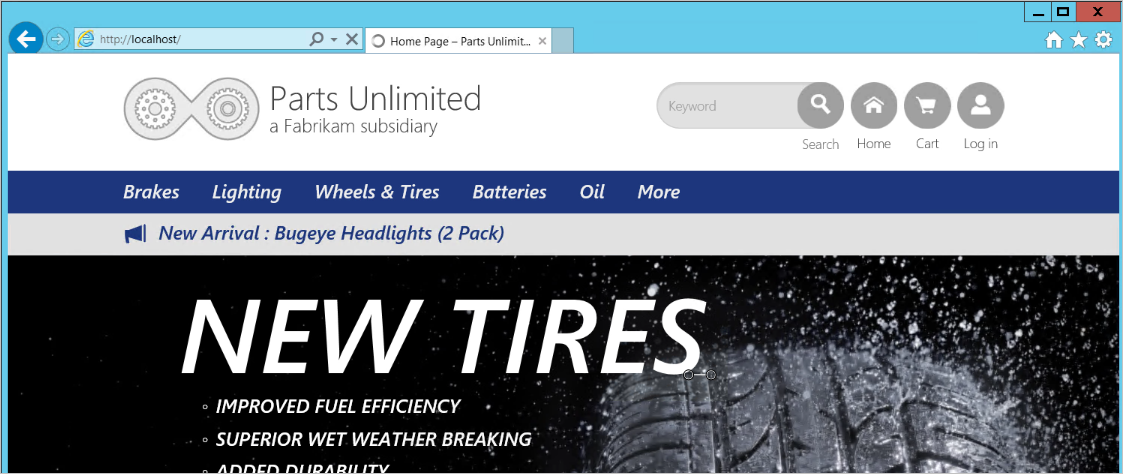 http://localhost/
Home Page – Parts Unlimit...
Parts Unlimited
a Fabrikam subsidiary
Keyword
Search
Home
Cart
Log in
Brakes Lighting Wheels & Tires Batteries Oil More
New Arrival : Bugeye Headlights (2 Pack)
NEW TIRES
IMPROVED FUEL EFFICIENCY
SUPERIOR WET WEATHER BREAKING
ADDED DURABILITY